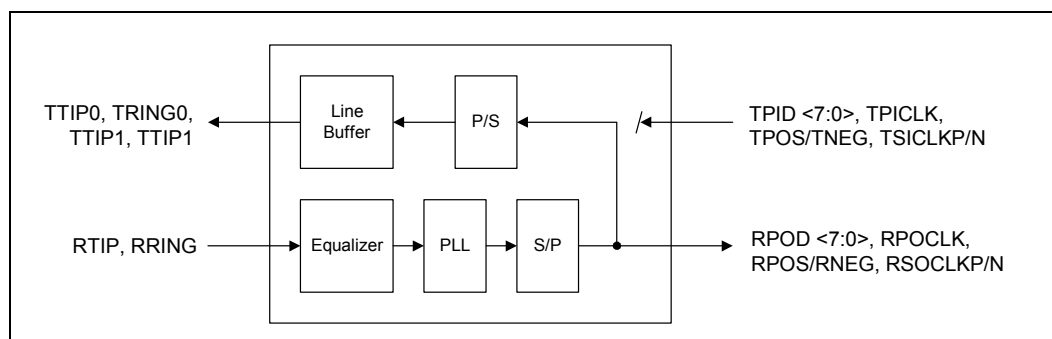 TTIP0, TRING0,
TTIP1, TTIP1
Line
Buffer
P/S
TPID <7:0>, TPICLK,
TPOS/TNEG, TSICLKP/N
RTIP, RRING
Equalizer
PLL
S/P
RPOD <7:0>, RPOCLK,
RPOS/RNEG, RSOCLKP/N